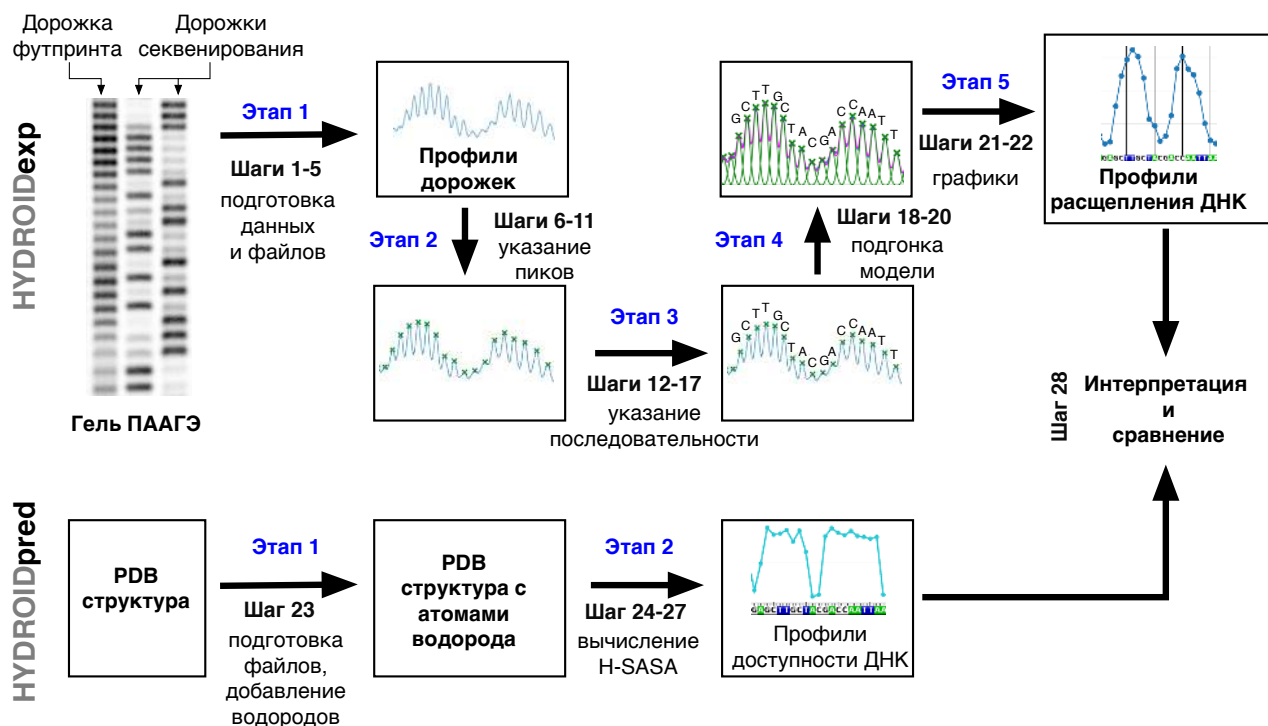 Дорожка
футпринта
Дорожки
секвенирования
HYDROIDexp
Гель ПААГЭ
Этап 1
Шаги 1-5
подготовка
данных
и файлов
Профили
дорожек
Этап 2
Шаги 6-11
указание
пиков
Этап 3
Шаги 12-17
указание
последовательности
G C T T G C T A C G A C C A A T T
Этап 4
Шаги 18-20
подгонка
модели
G C T T G C T A C G A C C A A T T
Этап 5
Шаги 21-22
графики
GAGCTTGCTACGACCAATTAA
Профили
расщепления ДНК
Шаг 28
Интерпретация
и
сравнение
HYDROIDpred
PDB
структура
Этап 1
Шаг 23
подготовка
файлов,
добавление
водородов
PDB
структура с
атомами
водорода
Этап 2
Шаг 24-27
вычисление
H-SASA
GAGCTTGCTACGACCAATTAA
Профили
доступности ДНК